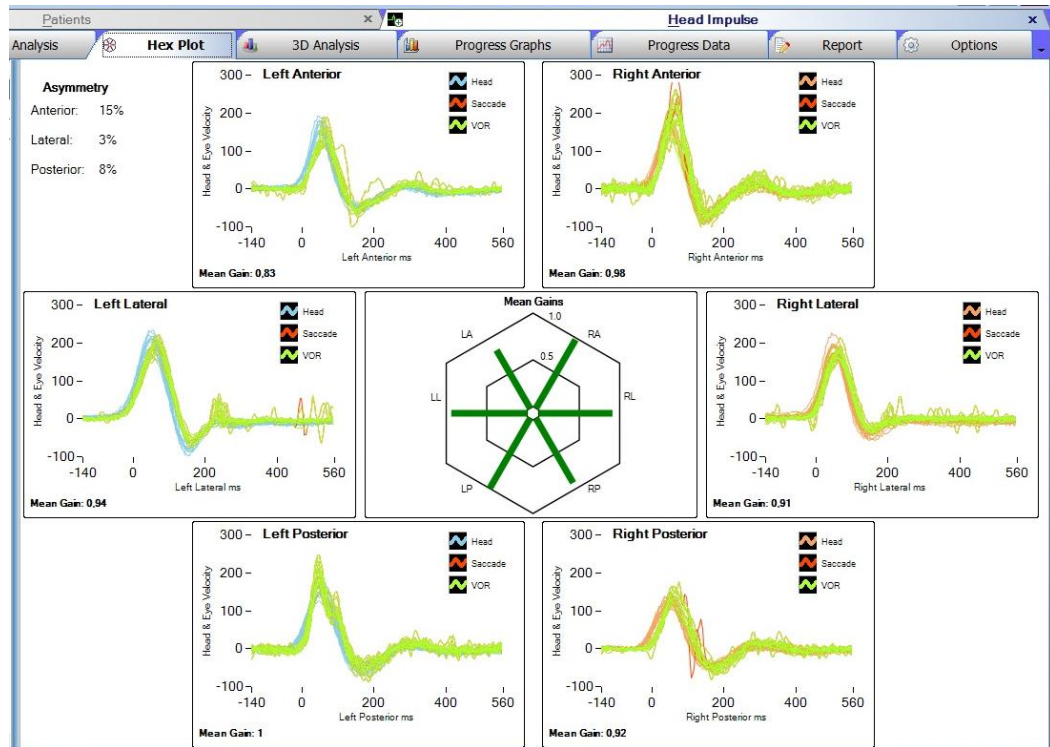 Patients
Head Impulse
Analysis
Hex Plot
3D Analysis
Progress Graphs
Progress Data
Report
Options
Asymmetry
Anterior: 15%
Lateral: 3%
Posterior: 8%
Left Anterior
Head
Saccade
VOR
Head & Eye Velocity
300
200
100
0
-100
-140 0 200 400 560
Left Anterior ms
Mean Gain: 0,83
Right Anterior
Head
Saccade
VOR
Head & Eye Velocity
300
200
100
0
-100
-140 0 200 400 560
Right Anterior ms
Mean Gain: 0,98
Left Lateral
Head
Saccade
VOR
Head & Eye Velocity
300
200
100
0
-100
-140 0 200 400 560
Left Lateral ms
Mean Gain: 0,94
Mean Gains
1.0
LA RA
0.5
LL RL
LP RP
Right Lateral
Head
Saccade
VOR
Head & Eye Velocity
300
200
100
0
-100
-140 0 200 400 560
Right Lateral ms
Mean Gain: 0,91
Left Posterior
Head
Saccade
VOR
Head & Eye Velocity
300
200
100
0
-100
-140 0 200 400 560
Left Posterior ms
Mean Gain: 1
Right Posterior
Head
Saccade
VOR
Head & Eye Velocity
300
200
100
0
-100
-140 0 200 400 560
Right Posterior ms
Mean Gain: 0,92